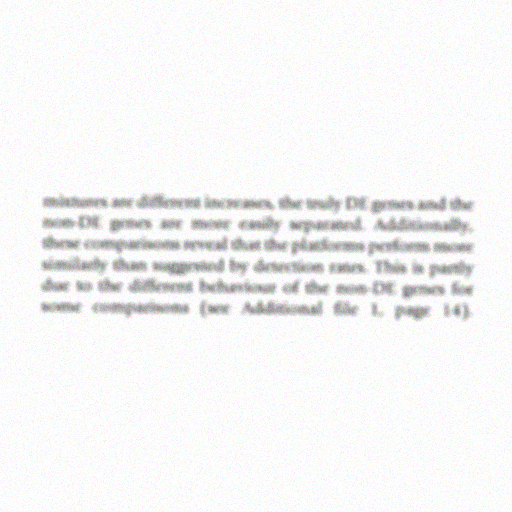 mixtures are different increases, the truly DE genes and the
non-DE genes are more easily separated. Additionally,
these comparisons reveal that the platforms perform more
similarly than suggested by detection rates. This is partly
due to the different behaviour of the non-DE genes for
some comparisons (see Additional file 1, page 14).